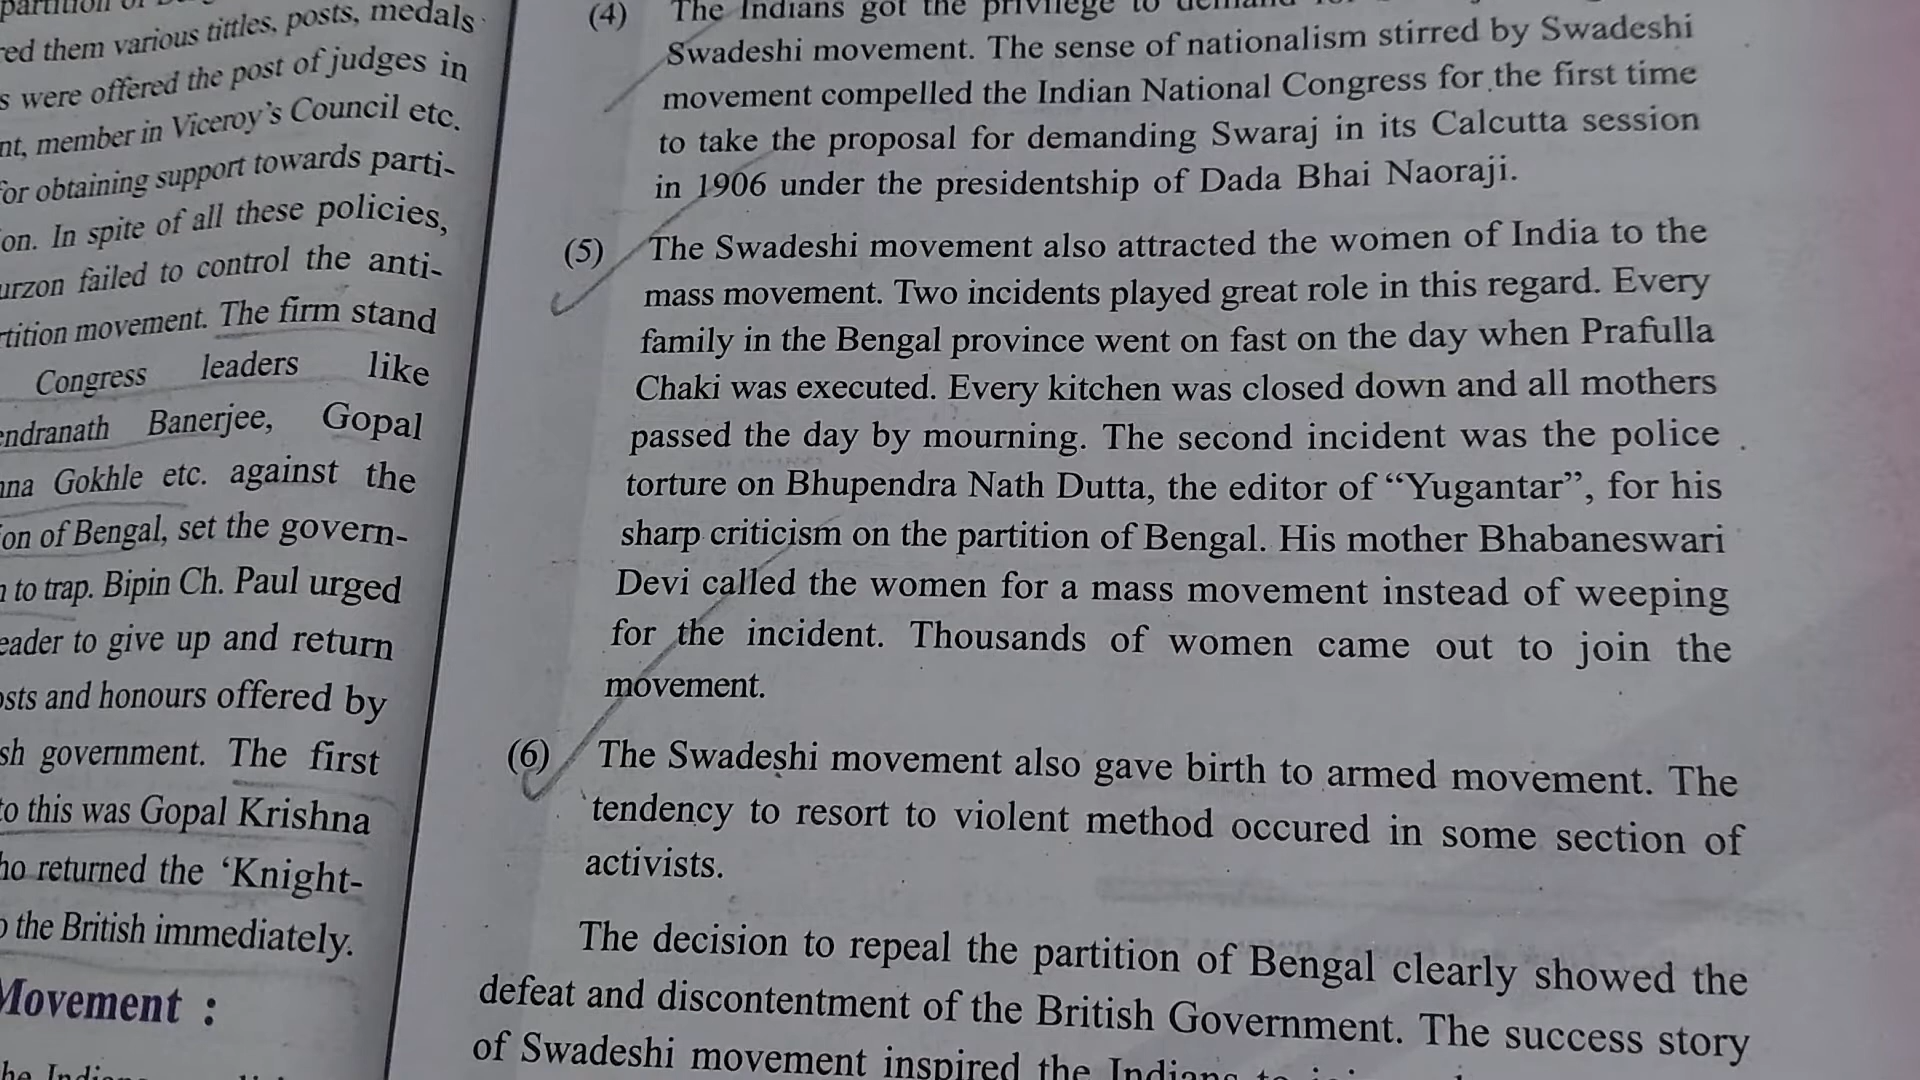 red them various tittles, posts, medals
were offered the post of judges in
nt, member in Viceroy's Council etc.
for obtaining support towards parti-
on. In spite of all these policies,
urzon failed to control the anti-
rtition movement. The firm stand
Congress leaders like
endranath Banerjee, Gopal
na Gokhle etc. against the
on of Bengal, set the govern-
to trap. Bipin Ch. Paul urged
eader to give up and return
osts and honours offered by
sh government. The first
to this was Gopal Krishna
ho returned the ‘Knight-
the British immediately.
Movement :
(4) The Indians got the privilege to
Swadeshi movement. The sense of nationalism stirred by Swadeshi
movement compelled the Indian National Congress for the first time
to take the proposal for demanding Swaraj in its Calcutta session
in 1906 under the presidentship of Dada Bhai Naoraji.
(5) The Swadeshi movement also attracted the women of India to the
mass movement. Two incidents played great role in this regard. Every
family in the Bengal province went on fast on the day when Prafulla
Chaki was executed. Every kitchen was closed down and all mothers
passed the day by mourning. The second incident was the police
torture on Bhupendra Nath Dutta, the editor of “Yugantar”, for his
sharp criticism on the partition of Bengal. His mother Bhabaneswari
Devi called the women for a mass movement instead of weeping
for the incident. Thousands of women came out to join the
movement.
(6) The Swadeshi movement also gave birth to armed movement. The
tendency to resort to violent method occured in some section of
activists.
The decision to repeal the partition of Bengal clearly showed the
defeat and discontentment of the British Government. The success story
of Swadeshi movement inspired the Indians to